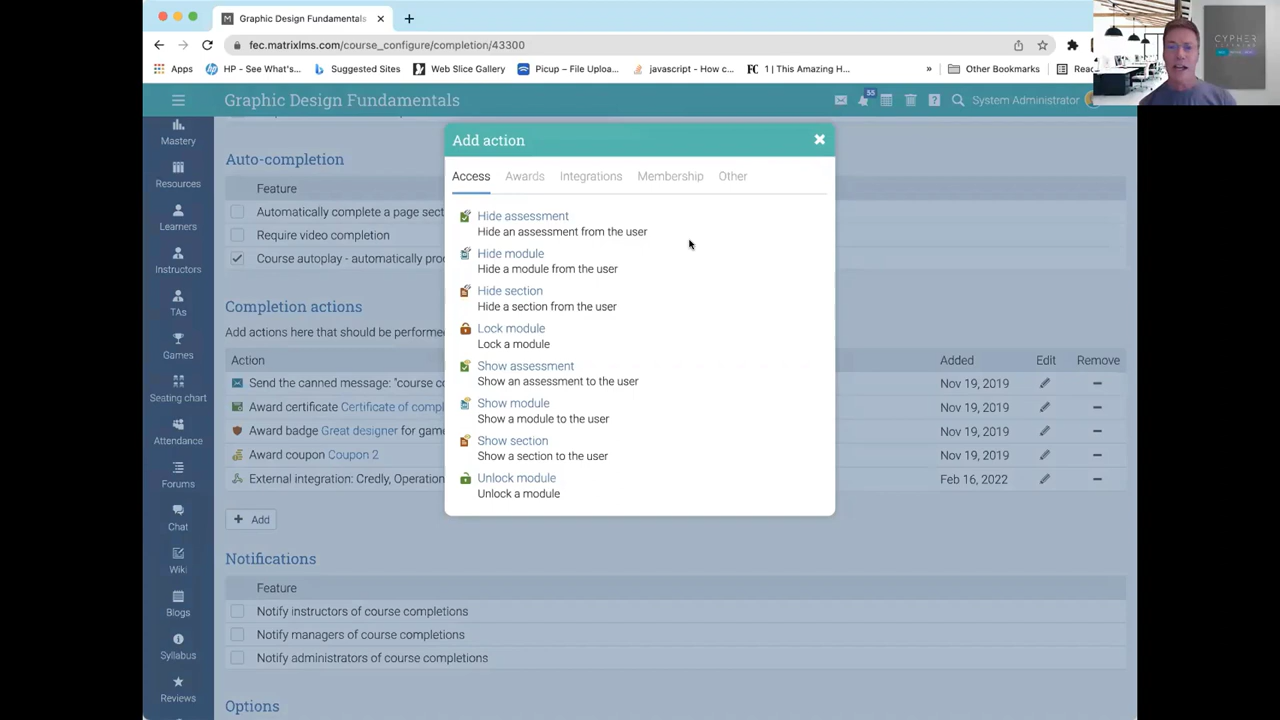 Graphic Design Fundamentals
fec.matrixlms.com/course_configure/completion/43300
Apps
HP - See What's...
Suggested Sites
Web Slice Gallery
Picup – File Uploa...
javascript - How c...
1 | This Amazing H...
»
Other Bookmarks
CYPHER
Graphic Design Fundamentals
55
System Administrator
Mastery
Resources
Learners
Instructors
TAs
Games
Seating chart
Attendance
Forums
Chat
Wiki
Blogs
Syllabus
Reviews
Auto-completion
Feature
Automatically complete a page sect
Require video completion
Course autoplay - automatically proc
Completion actions
Add actions here that should be performed
Action
Added
Edit
Remove
Send the canned message: "course co
Nov 19, 2019
Award certificate Certificate of compl
Nov 19, 2019
Award badge Great designer for game
Nov 19, 2019
Award coupon Coupon 2
Nov 19, 2019
External integration: Credly, Operation
Feb 16, 2022
Add
Notifications
Feature
Notify instructors of course completions
Notify managers of course completions
Notify administrators of course completions
Options
Add action
Access
Awards
Integrations
Membership
Other
Hide assessment
Hide an assessment from the user
Hide module
Hide a module from the user
Hide section
Hide a section from the user
Lock module
Lock a module
Show assessment
Show an assessment to the user
Show module
Show a module to the user
Show section
Show a section to the user
Unlock module
Unlock a module